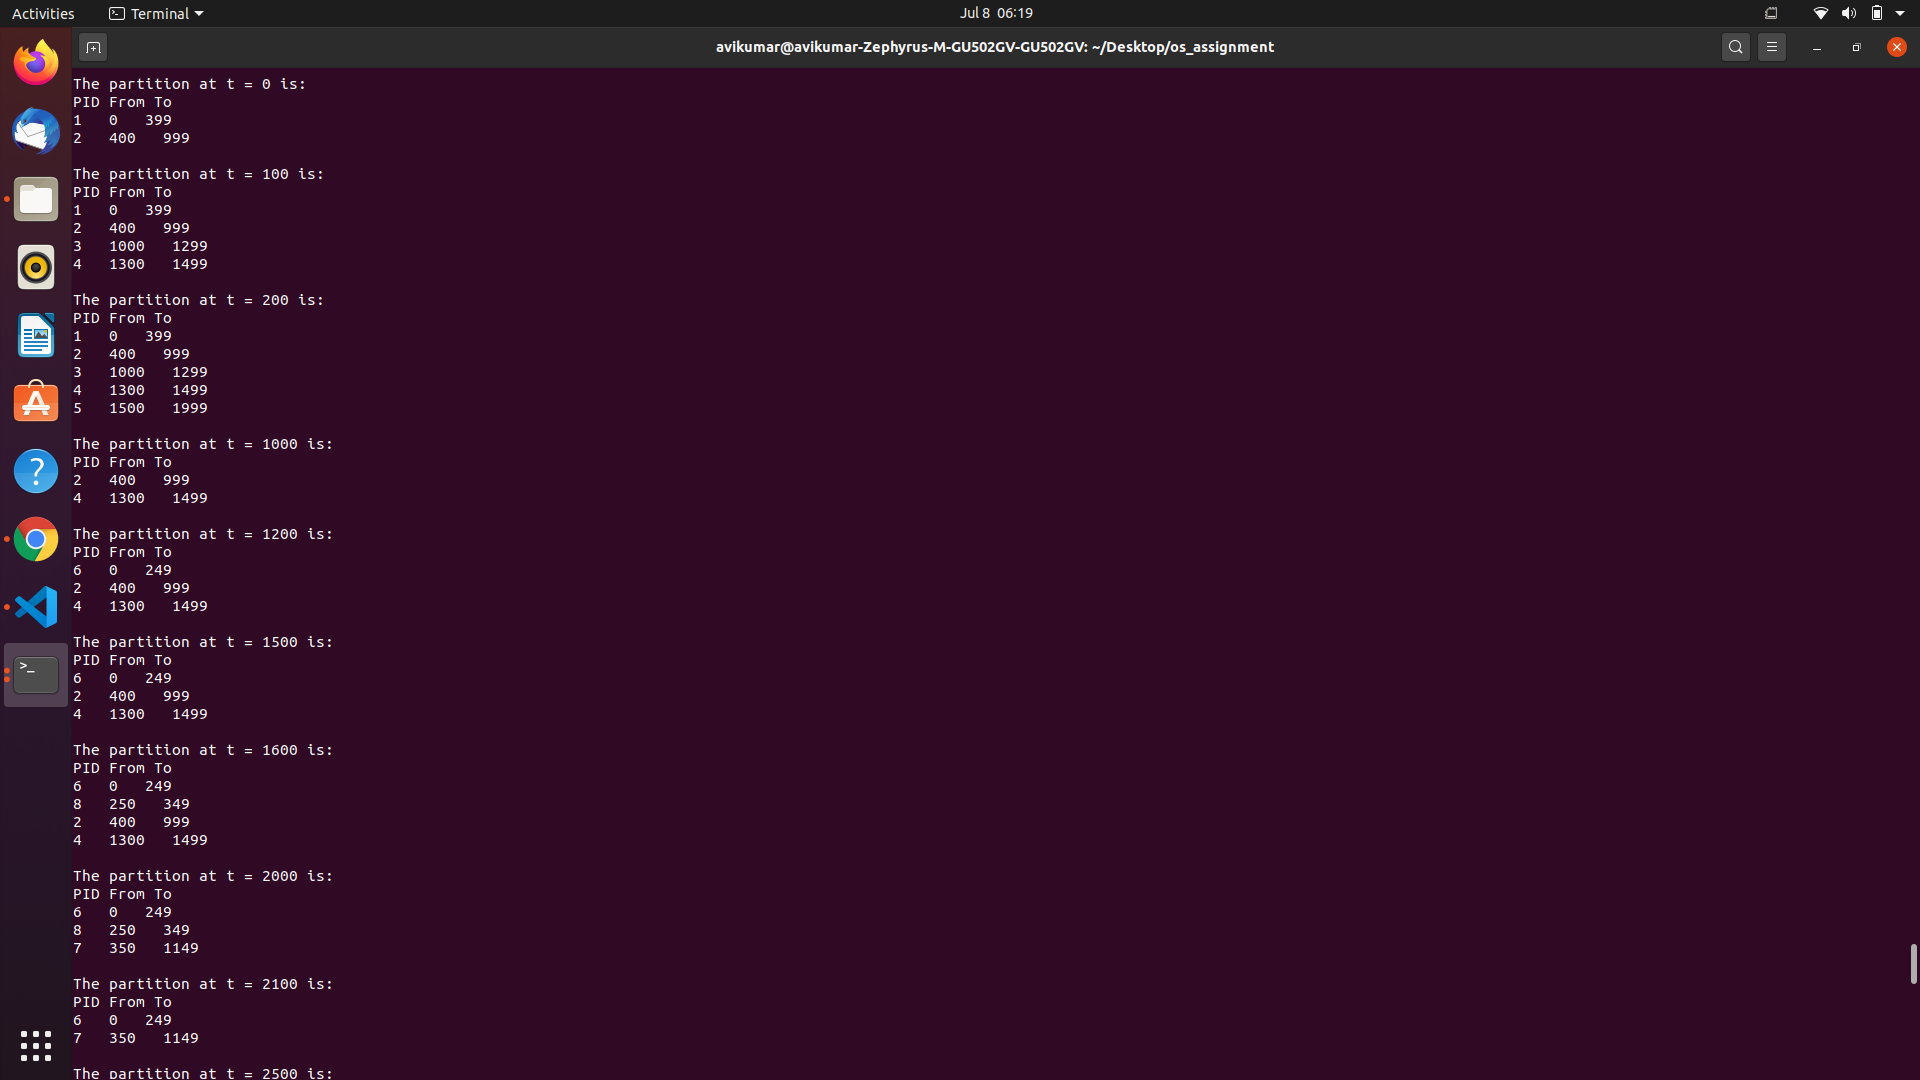 Activities Terminal Jul 8 06:19
avikumar@avikumar-Zephyrus-M-GU502GV-GU502GV: ~/Desktop/os_assignment
The partition at t = 0 is:
PID From To
1 0 399
2 400 999
The partition at t = 100 is:
PID From To
1 0 399
2 400 999
3 1000 1299
4 1300 1499
The partition at t = 200 is:
PID From To
1 0 399
2 400 999
3 1000 1299
4 1300 1499
5 1500 1999
The partition at t = 1000 is:
PID From To
2 400 999
4 1300 1499
The partition at t = 1200 is:
PID From To
6 0 249
2 400 999
4 1300 1499
The partition at t = 1500 is:
PID From To
6 0 249
2 400 999
4 1300 1499
The partition at t = 1600 is:
PID From To
6 0 249
8 250 349
2 400 999
4 1300 1499
The partition at t = 2000 is:
PID From To
6 0 249
8 250 349
7 350 1149
The partition at t = 2100 is:
PID From To
6 0 249
7 350 1149
The partition at t = 2500 is: